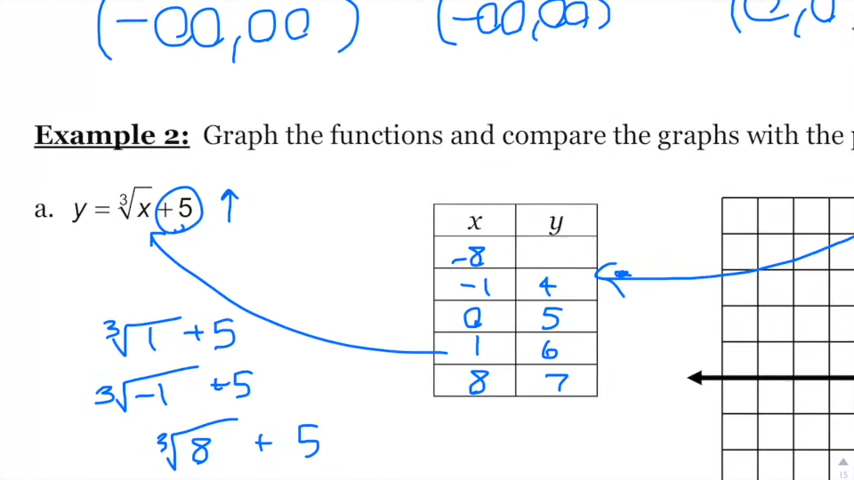 (-∞,∞) (-∞,∞)
Example 2: Graph the functions and compare the graphs with the
a. y = ∛x + 5 ↑
x y
-8
-1 4
0 5
1 6
8 7
∛1 + 5
∛-1 + 5
∛8 + 5
15